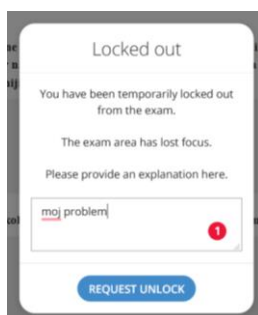 Locked out
You have been temporarily locked out
from the exam.
The exam area has lost focus.
Please provide an explanation here.
moj problem
1
REQUEST UNLOCK